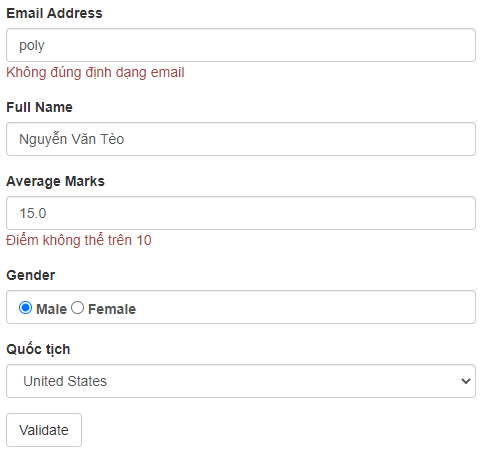 Email Address
poly
Không đúng định dạng email
Full Name
Nguyễn Văn Tèo
Average Marks
15.0
Điểm không thể trên 10
Gender
Male Female
Quốc tịch
United States
Validate